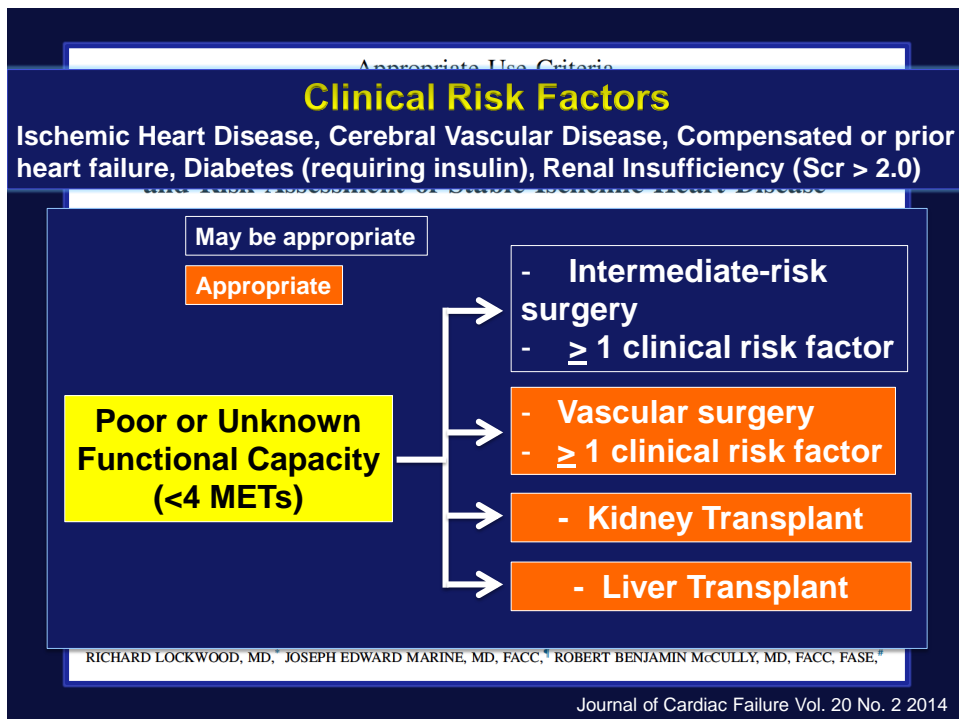 Appropriate Use Criteria
Clinical Risk Factors
Ischemic Heart Disease, Cerebral Vascular Disease, Compensated or prior
heart failure, Diabetes (requiring insulin), Renal Insufficiency (Scr > 2.0)
and Risk Assessment of Stable Ischemic Heart Disease
May be appropriate
Appropriate
- Intermediate-risk
surgery
- ≥ 1 clinical risk factor
Poor or Unknown
Functional Capacity
(<4 METs)
- Vascular surgery
- ≥ 1 clinical risk factor
- Kidney Transplant
- Liver Transplant
RICHARD LOCKWOOD, MD,* JOSEPH EDWARD MARINE, MD, FACC,¶ ROBERT BENJAMIN McCULLY, MD, FACC, FASE,#
Journal of Cardiac Failure Vol. 20 No. 2 2014